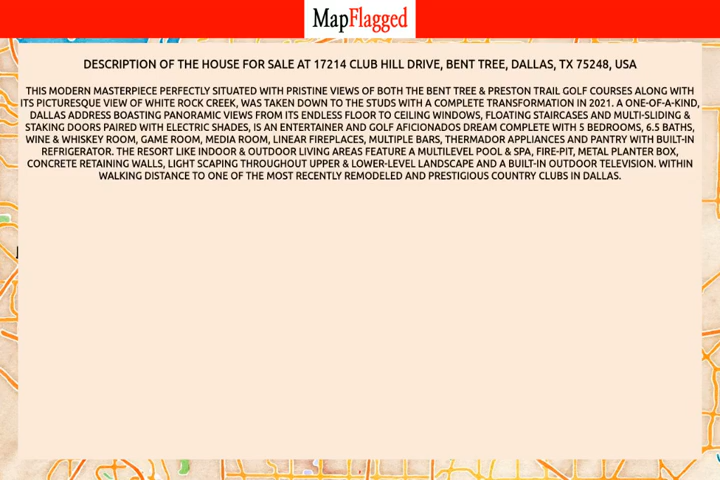 MapFlagged
DESCRIPTION OF THE HOUSE FOR SALE AT 17214 CLUB HILL DRIVE, BENT TREE, DALLAS, TX 75248, USA
THIS MODERN MASTERPIECE PERFECTLY SITUATED WITH PRISTINE VIEWS OF BOTH THE BENT TREE & PRESTON TRAIL GOLF COURSES ALONG WITH
ITS PICTURESQUE VIEW OF WHITE ROCK CREEK, WAS TAKEN DOWN TO THE STUDS WITH A COMPLETE TRANSFORMATION IN 2021. A ONE-OF-A-KIND,
DALLAS ADDRESS BOASTING PANORAMIC VIEWS FROM ITS ENDLESS FLOOR TO CEILING WINDOWS, FLOATING STAIRCASES AND MULTI-SLIDING &
STAKING DOORS PAIRED WITH ELECTRIC SHADES, IS AN ENTERTAINER AND GOLF AFICIONADOS DREAM COMPLETE WITH 5 BEDROOMS, 6.5 BATHS,
WINE & WHISKEY ROOM, GAME ROOM, MEDIA ROOM, LINEAR FIREPLACES, MULTIPLE BARS, THERMADOR APPLIANCES AND PANTRY WITH BUILT-IN
REFRIGERATOR. THE RESORT LIKE INDOOR & OUTDOOR LIVING AREAS FEATURE A MULTILEVEL POOL & SPA, FIRE-PIT, METAL PLANTER BOX,
CONCRETE RETAINING WALLS, LIGHT SCAPING THROUGHOUT UPPER & LOWER-LEVEL LANDSCAPE AND A BUILT-IN OUTDOOR TELEVISION. WITHIN
WALKING DISTANCE TO ONE OF THE MOST RECENTLY REMODELED AND PRESTIGIOUS COUNTRY CLUBS IN DALLAS.